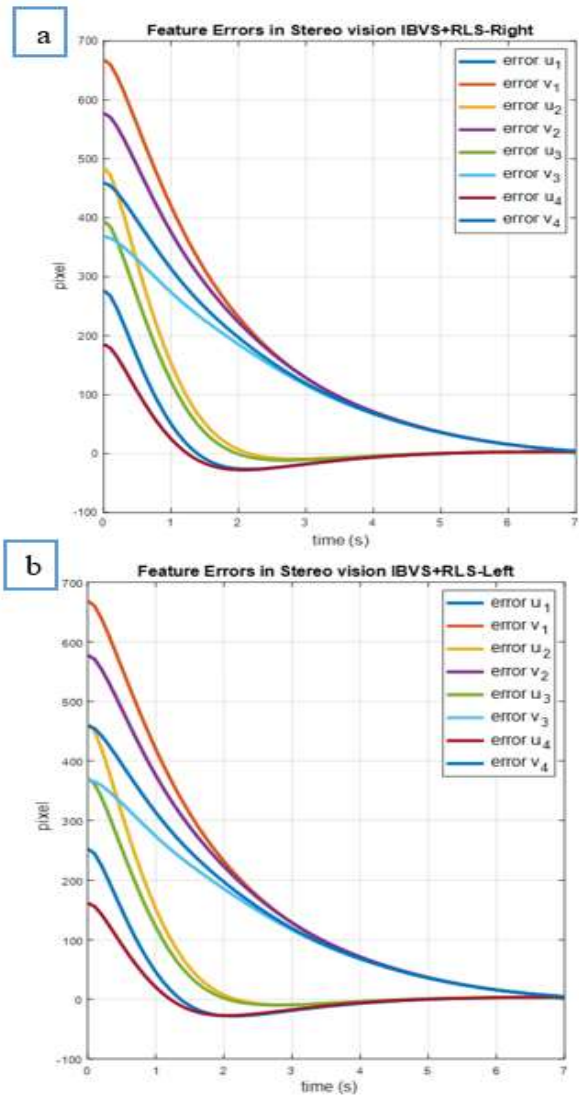 a
Feature Errors in Stereo vision IBVS+RLS-Right
700
600
500
400
300
200
100
0
-100
pixel
error u1
error v1
error u2
error v2
error u3
error v3
error u4
error v4
0 1 2 3 4 5 6 7
time (s)
b
Feature Errors in Stereo vision IBVS+RLS-Left
700
600
500
400
300
200
100
0
-100
pixel
error u1
error v1
error u2
error v2
error u3
error v3
error u4
error v4
0 1 2 3 4 5 6 7
time (s)